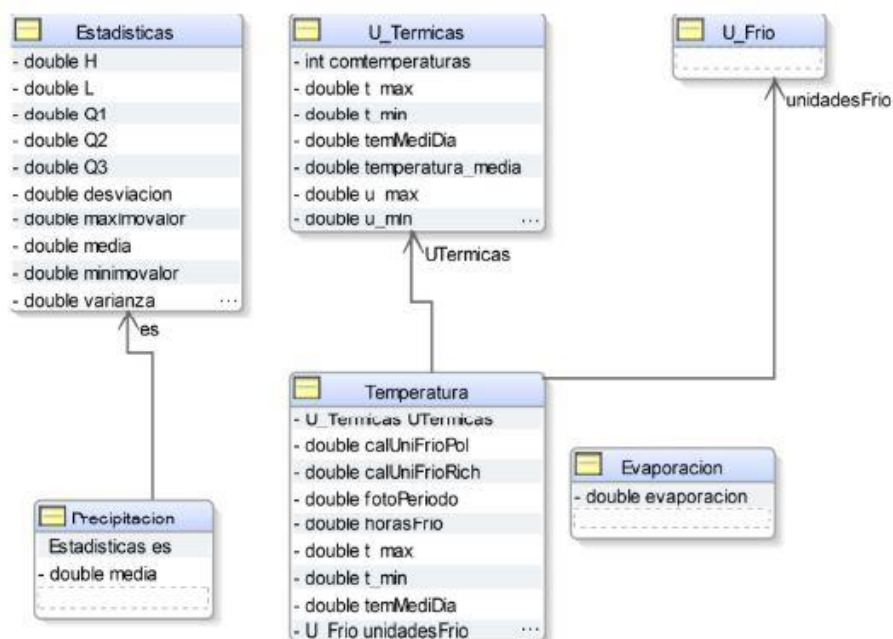 Estadisticas
- double H
- double L
- double Q1
- double Q2
- double Q3
- double desviacion
- double maximovalor
- double media
- double minimovalor
- double varianza ...
U_Termicas
- int comtemperaturas
- double t_max
- double t_min
- double temMediDia
- double temperatura_media
- double u_max
- double u_min ...
U_Frio
unidadesFrio
UTermicas
es
Temperatura
- U_Termicas UTermicas
- double calUniFrioPol
- double calUniFrioRich
- double fotoPeriodo
- double horasFrio
- double t_max
- double t_min
- double temMediDia
- U_Frio unidadesFrio ...
Evaporacion
- double evaporacion
Precipitacion
Estadisticas es
- double media